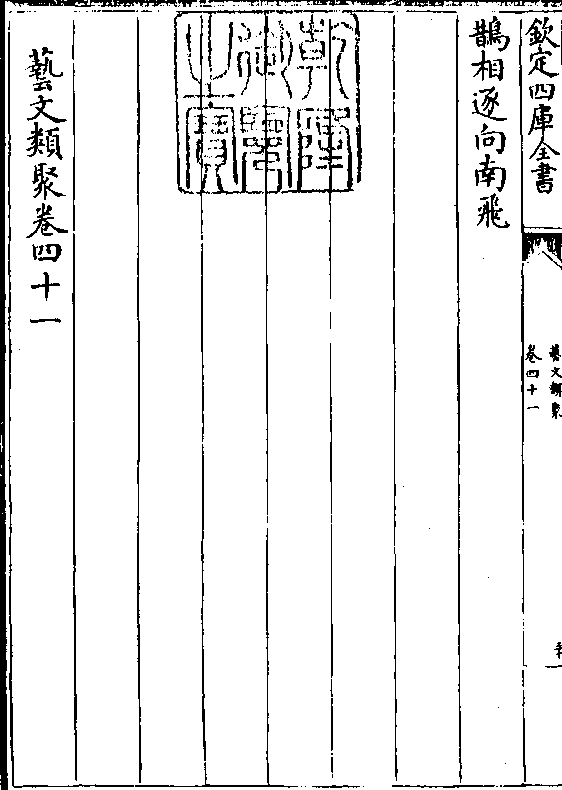 欽定四庫全書
藝文類聚
卷四十一
鵲相逐向南飛
乾隆御覽之寶
藝文類聚卷四十一